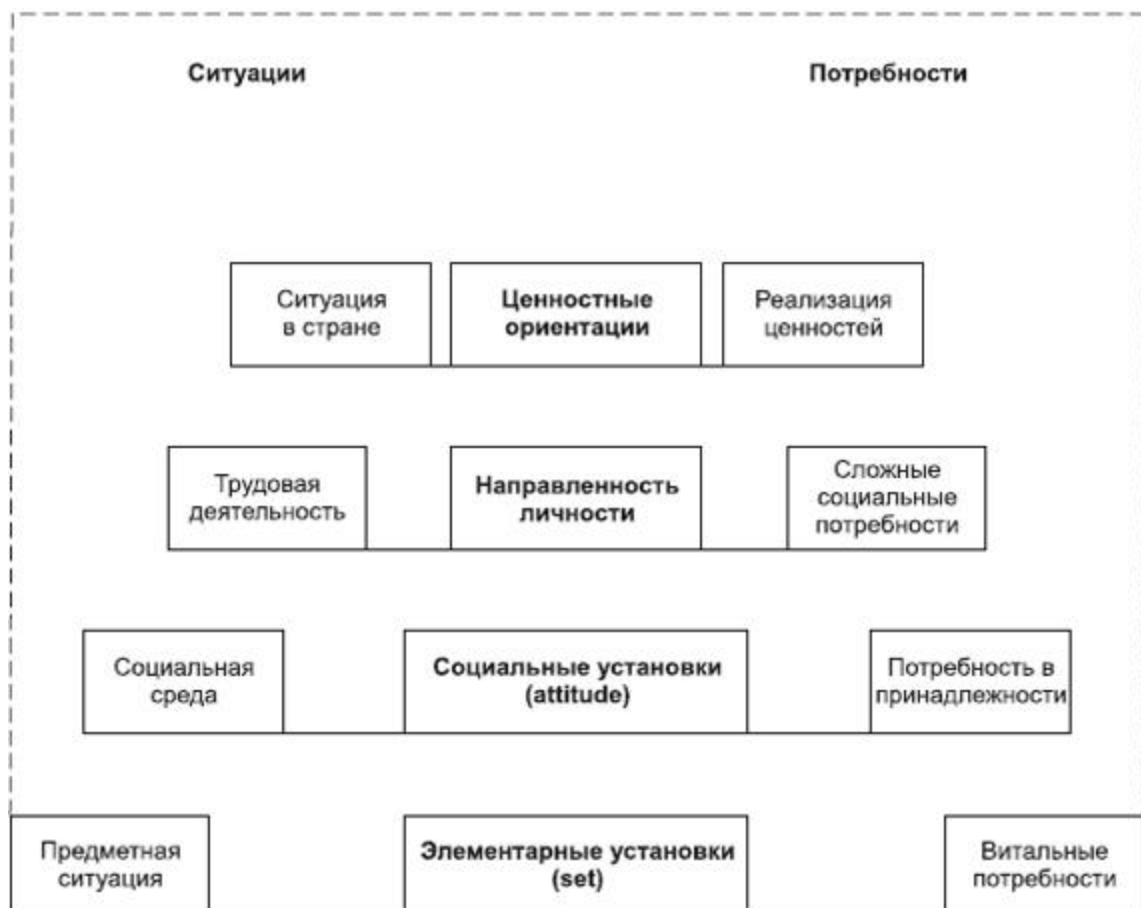 Ситуации
Потребности
Ситуация
в стране
Ценностные
ориентации
Реализация
ценностей
Трудовая
деятельность
Направленность
личности
Сложные
социальные
потребности
Социальная
среда
Социальные установки
(attitude)
Потребность в
принадлежности
Предметная
ситуация
Элементарные установки
(set)
Витальные
потребности